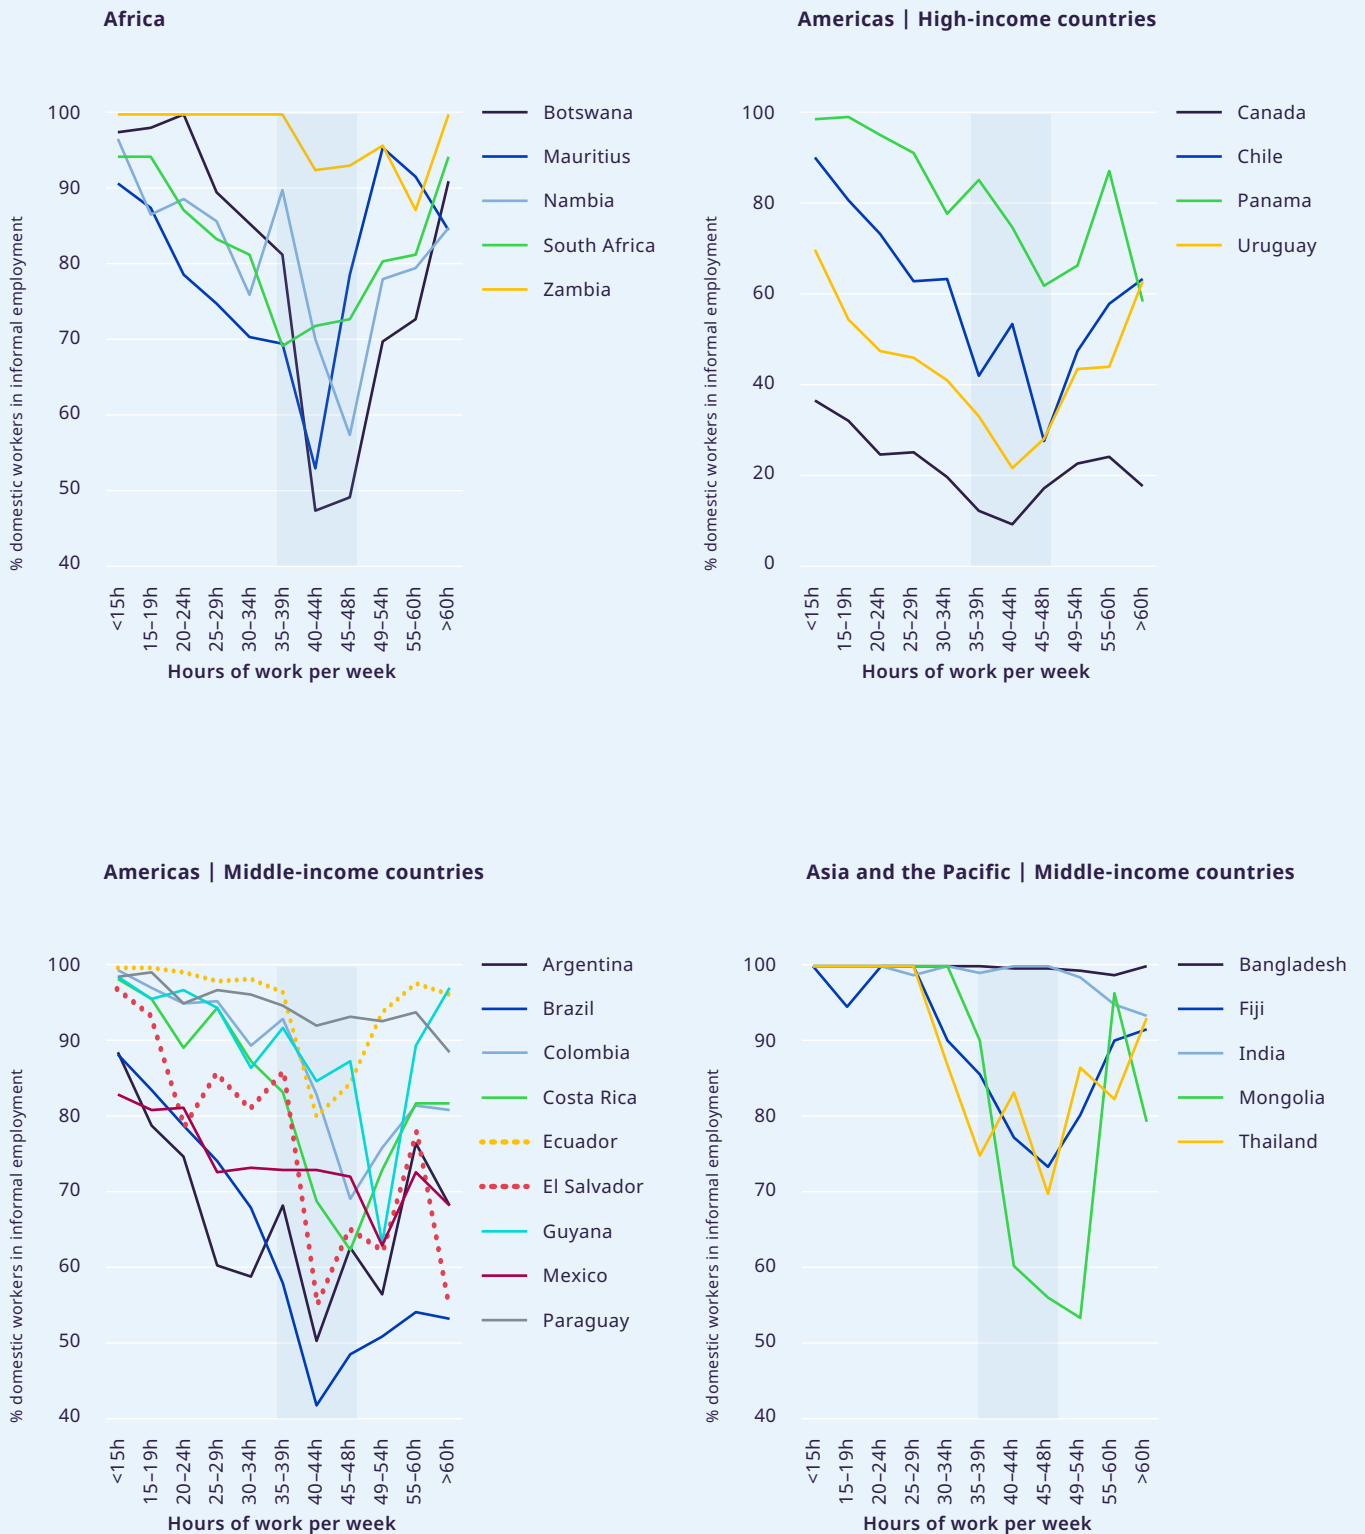 Africa
% domestic workers in informal employment
100
90
80
70
60
50
40
<15h
15–19h
20–24h
25–29h
30–34h
35–39h
40–44h
45–48h
49–54h
55–60h
>60h
Hours of work per week
Botswana
Mauritius
Nambia
South Africa
Zambia
Americas | High-income countries
% domestic workers in informal employment
100
80
60
40
20
0
<15h
15–19h
20–24h
25–29h
30–34h
35–39h
40–44h
45–48h
49–54h
55–60h
>60h
Hours of work per week
Canada
Chile
Panama
Uruguay
Americas | Middle-income countries
% domestic workers in informal employment
100
90
80
70
60
50
40
<15h
15–19h
20–24h
25–29h
30–34h
35–39h
40–44h
45–48h
49–54h
55–60h
>60h
Hours of work per week
Argentina
Brazil
Colombia
Costa Rica
Ecuador
El Salvador
Guyana
Mexico
Paraguay
Asia and the Pacific | Middle-income countries
% domestic workers in informal employment
100
90
80
70
60
50
40
<15h
15–19h
20–24h
25–29h
30–34h
35–39h
40–44h
45–48h
49–54h
55–60h
>60h
Hours of work per week
Bangladesh
Fiji
India
Mongolia
Thailand